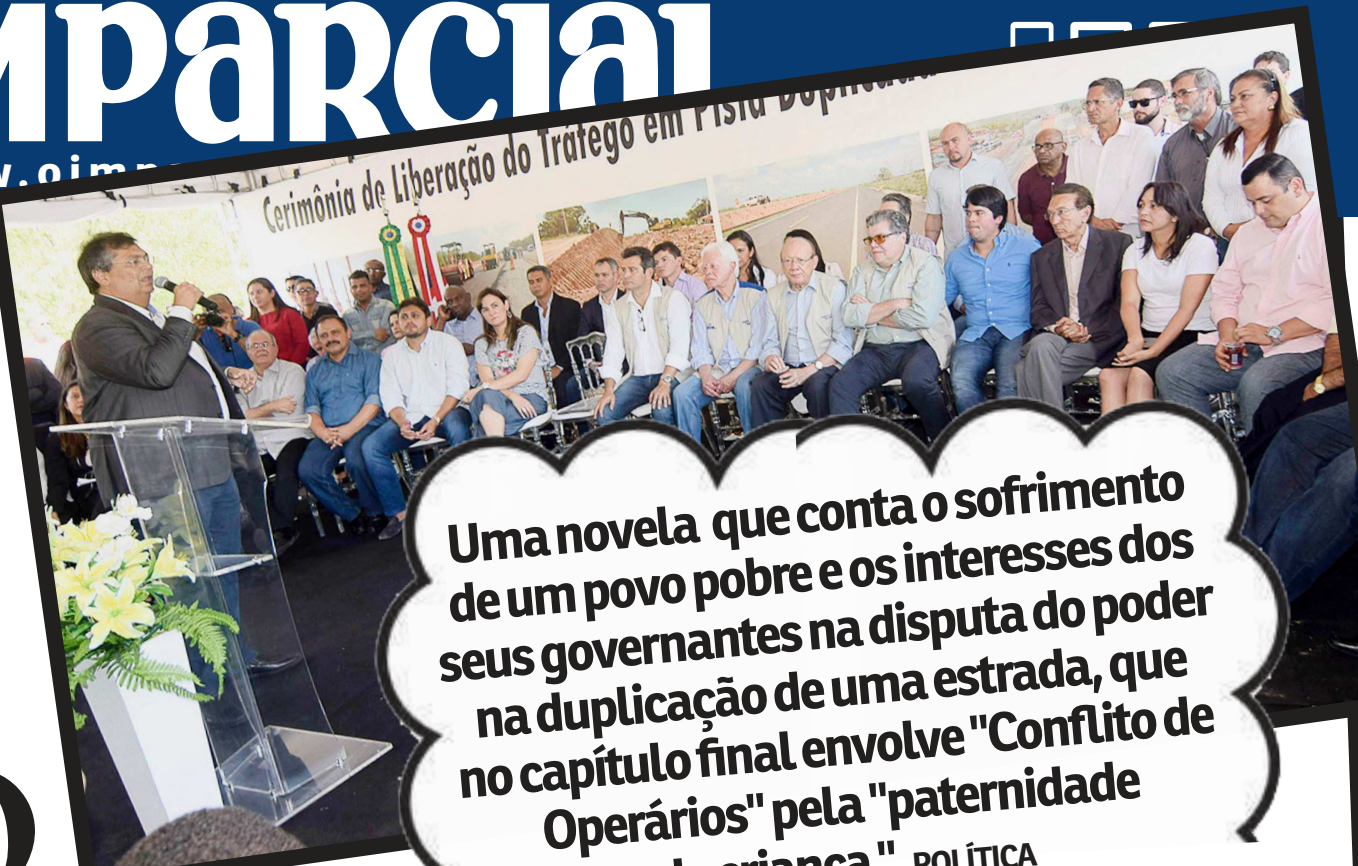 Cerimônia de Liberação do Tráfego em Pista Duplicada
Uma novela que conta o sofrimento
de um povo pobre e os interesses dos
seus governantes na disputa do poder
na duplicação de uma estrada, que
no capítulo final envolve "Conflito de
Operários" pela "paternidade
criança." POLÍTICA